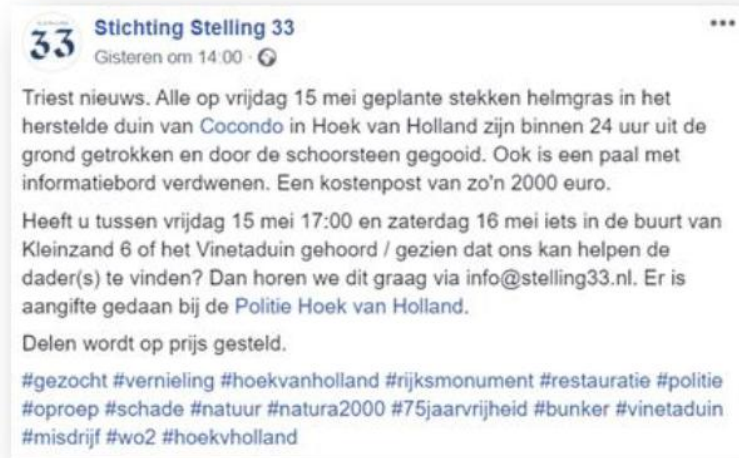 33
Stichting Stelling 33
Gisteren om 14:00 ·
Triest nieuws. Alle op vrijdag 15 mei geplante stekken helmgras in het
herstelde duin van Cocondo in Hoek van Holland zijn binnen 24 uur uit de
grond getrokken en door de schoorsteen gegooid. Ook is een paal met
informatiebord verdwenen. Een kostenpost van zo'n 2000 euro.
Heeft u tussen vrijdag 15 mei 17:00 en zaterdag 16 mei iets in de buurt van
Kleinzand 6 of het Vinetaduin gehoord / gezien dat ons kan helpen de
dader(s) te vinden? Dan horen we dit graag via info@stelling33.nl. Er is
aangifte gedaan bij de Politie Hoek van Holland.
Delen wordt op prijs gesteld.
#gezocht #vernieling #hoekvanholland #rijksmonument #restauratie #politie
#oproep #schade #natuur #natura2000 #75jaarvrijheid #bunker #vinetaduin
#misdrijf #wo2 #hoekvholland